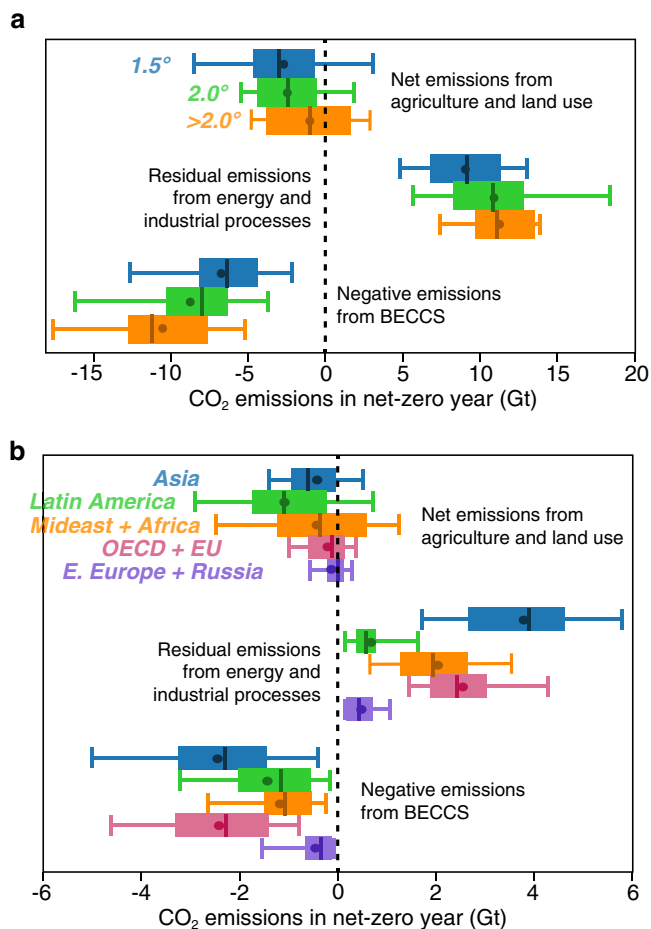 a
1.5°
2.0°
>2.0°
Net emissions from
agriculture and land use
Residual emissions
from energy and
industrial processes
Negative emissions
from BECCS
-15 -10 -5 0 5 10 15 20
CO₂ emissions in net-zero year (Gt)
b
Asia
Latin America
Mideast + Africa
OECD + EU
E. Europe + Russia
Net emissions from
agriculture and land use
Residual emissions
from energy and
industrial processes
Negative emissions
from BECCS
-6 -4 -2 0 2 4 6
CO₂ emissions in net-zero year (Gt)